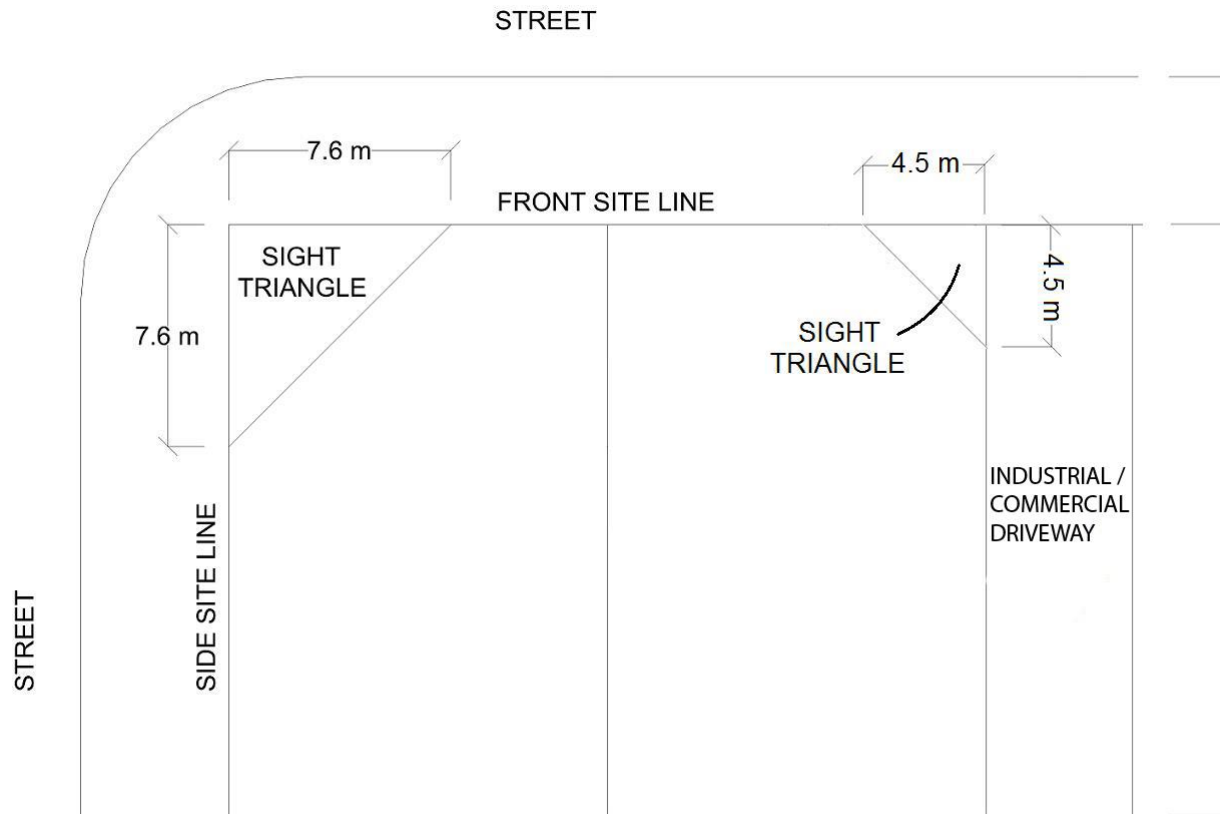 STREET
7.6 m
4.5 m
FRONT SITE LINE
SIGHT
TRIANGLE
4.5 m
7.6 m
SIGHT
TRIANGLE
INDUSTRIAL /
COMMERCIAL
DRIVEWAY
SIDE SITE LINE
STREET